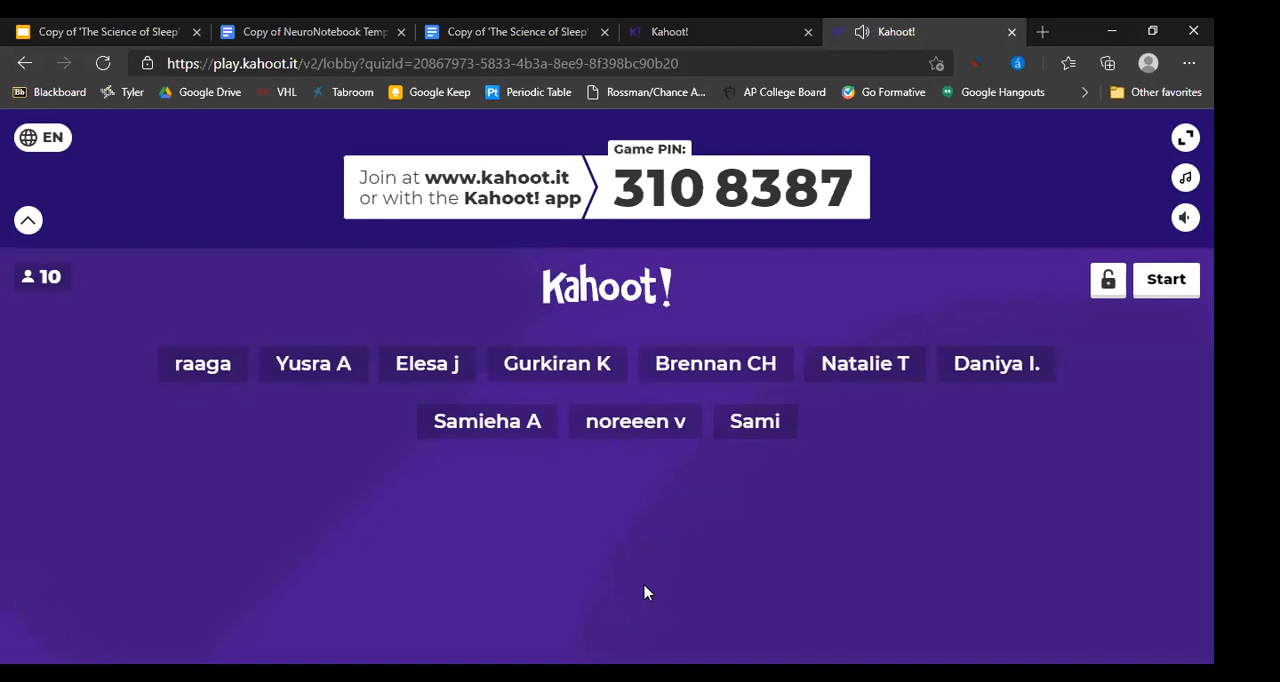 Copy of 'The Science of Sleep' Copy of NeuroNotebook Temp Copy of 'The Science of Sleep' Kahoot! Kahoot!
https://play.kahoot.it/v2/lobby?quizId=20867973-5833-4b3a-8ee9-8f398bc90b20
Blackboard Tyler Google Drive VHL Tabroom Google Keep Periodic Table Rossman/Chance A... AP College Board Go Formative Google Hangouts Other favorites
EN
Game PIN:
Join at www.kahoot.it
or with the Kahoot! app
310 8387
10
Kahoot!
Start
raaga Yusra A Elesa j Gurkiran K Brennan CH Natalie T Daniya I.
Samieha A noreeen v Sami